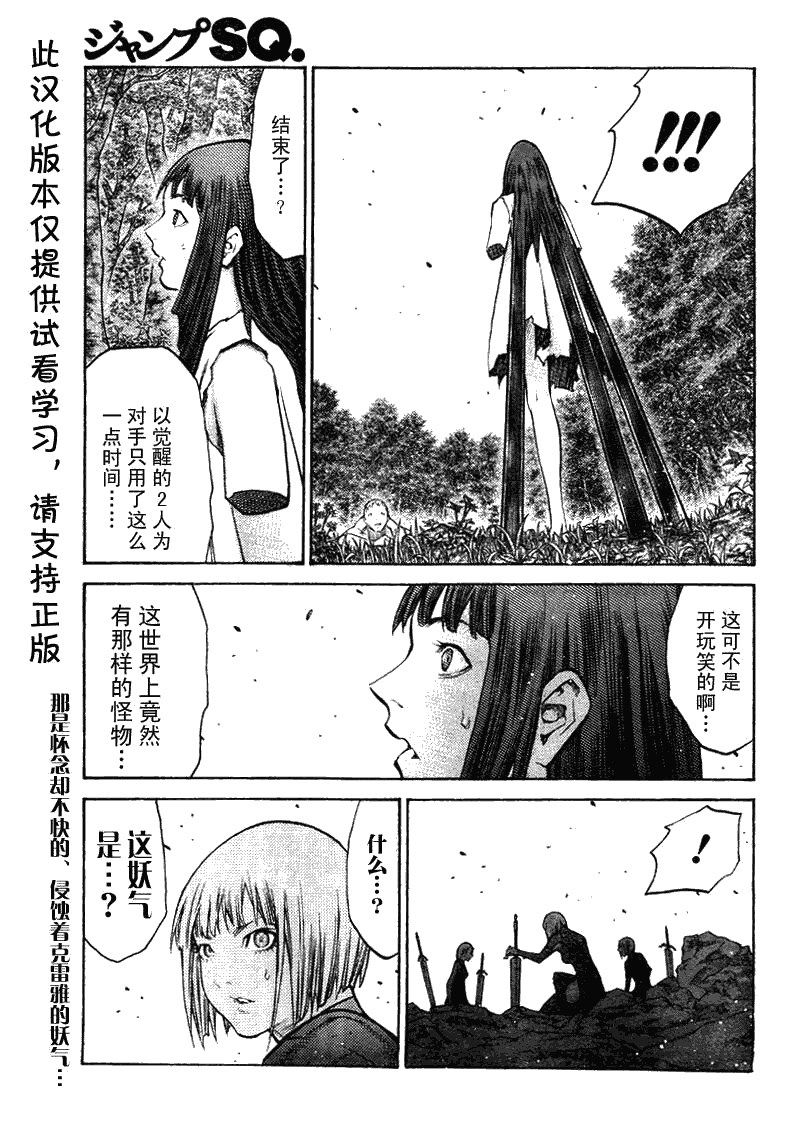 ジャンプSQ.
此汉化版本仅提供试看学习，请支持正版
!!!
结束了…?
以觉醒的2人为
对手只用了这么
一点时间……
这可不是
开玩笑的啊…
这世界上竟然
有那样的怪物…
!
什么…?
这妖气
是…?
那是怀念却不快的、侵蚀着克雷雅的妖气…